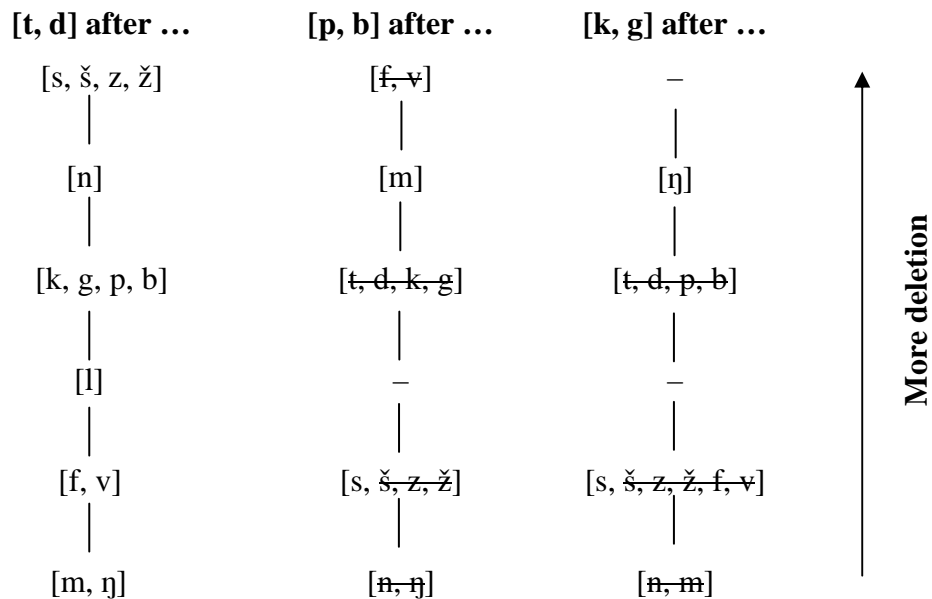 [t, d] after … [p, b] after … [k, g] after …
[s, š, z, ž] [f, v] –
[n] [m] [ŋ]
[k, g, p, b] [t, d, k, g] [t, d, p, b]
[l] – –
[f, v] [s, š, z, ž] [s, š, z, ž, f, v]
[m, ŋ] [n, ŋ] [n, m]
More deletion